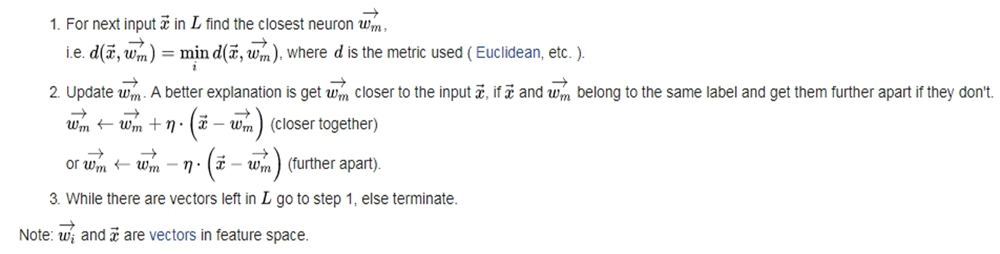 1. For next input $\vec{x}$ in $L$ find the closest neuron $\overrightarrow{w_m}$,
i.e. $d(\vec{x}, \overrightarrow{w_m}) = \min\limits_i d(\vec{x}, \overrightarrow{w_m})$, where $d$ is the metric used ( Euclidean, etc. ).
2. Update $\overrightarrow{w_m}$. A better explanation is get $\overrightarrow{w_m}$ closer to the input $\vec{x}$, if $\vec{x}$ and $\overrightarrow{w_m}$ belong to the same label and get them further apart if they don't.
$\overrightarrow{w_m} \leftarrow \overrightarrow{w_m} + \eta \cdot \left(\vec{x} - \overrightarrow{w_m}\right)$ (closer together)
or $\overrightarrow{w_m} \leftarrow \overrightarrow{w_m} - \eta \cdot \left(\vec{x} - \overrightarrow{w_m}\right)$ (further apart).
3. While there are vectors left in $L$ go to step 1, else terminate.
Note: $\overrightarrow{w_i}$ and $\vec{x}$ are vectors in feature space.